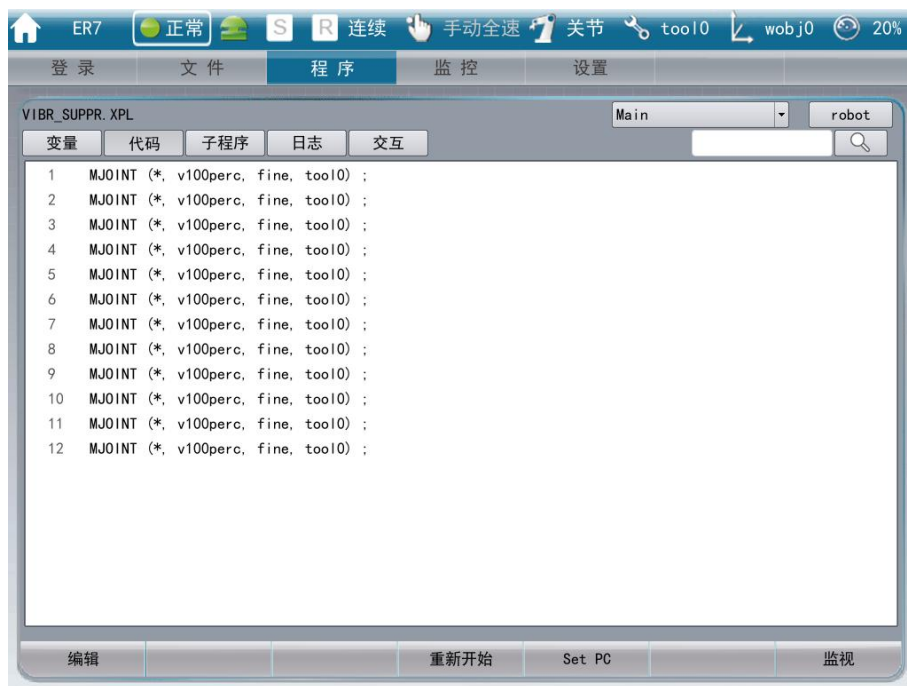 ER7 正常 S R 连续 手动全速 关节 tool0 wobj0 20%
登录 文件 程序 监控 设置
VIBR_SUPPR.XPL Main robot
变量 代码 子程序 日志 交互
1 MJOINT (*, v100perc, fine, tool0) ;
2 MJOINT (*, v100perc, fine, tool0) ;
3 MJOINT (*, v100perc, fine, tool0) ;
4 MJOINT (*, v100perc, fine, tool0) ;
5 MJOINT (*, v100perc, fine, tool0) ;
6 MJOINT (*, v100perc, fine, tool0) ;
7 MJOINT (*, v100perc, fine, tool0) ;
8 MJOINT (*, v100perc, fine, tool0) ;
9 MJOINT (*, v100perc, fine, tool0) ;
10 MJOINT (*, v100perc, fine, tool0) ;
11 MJOINT (*, v100perc, fine, tool0) ;
12 MJOINT (*, v100perc, fine, tool0) ;
编辑 重新开始 Set PC 监视